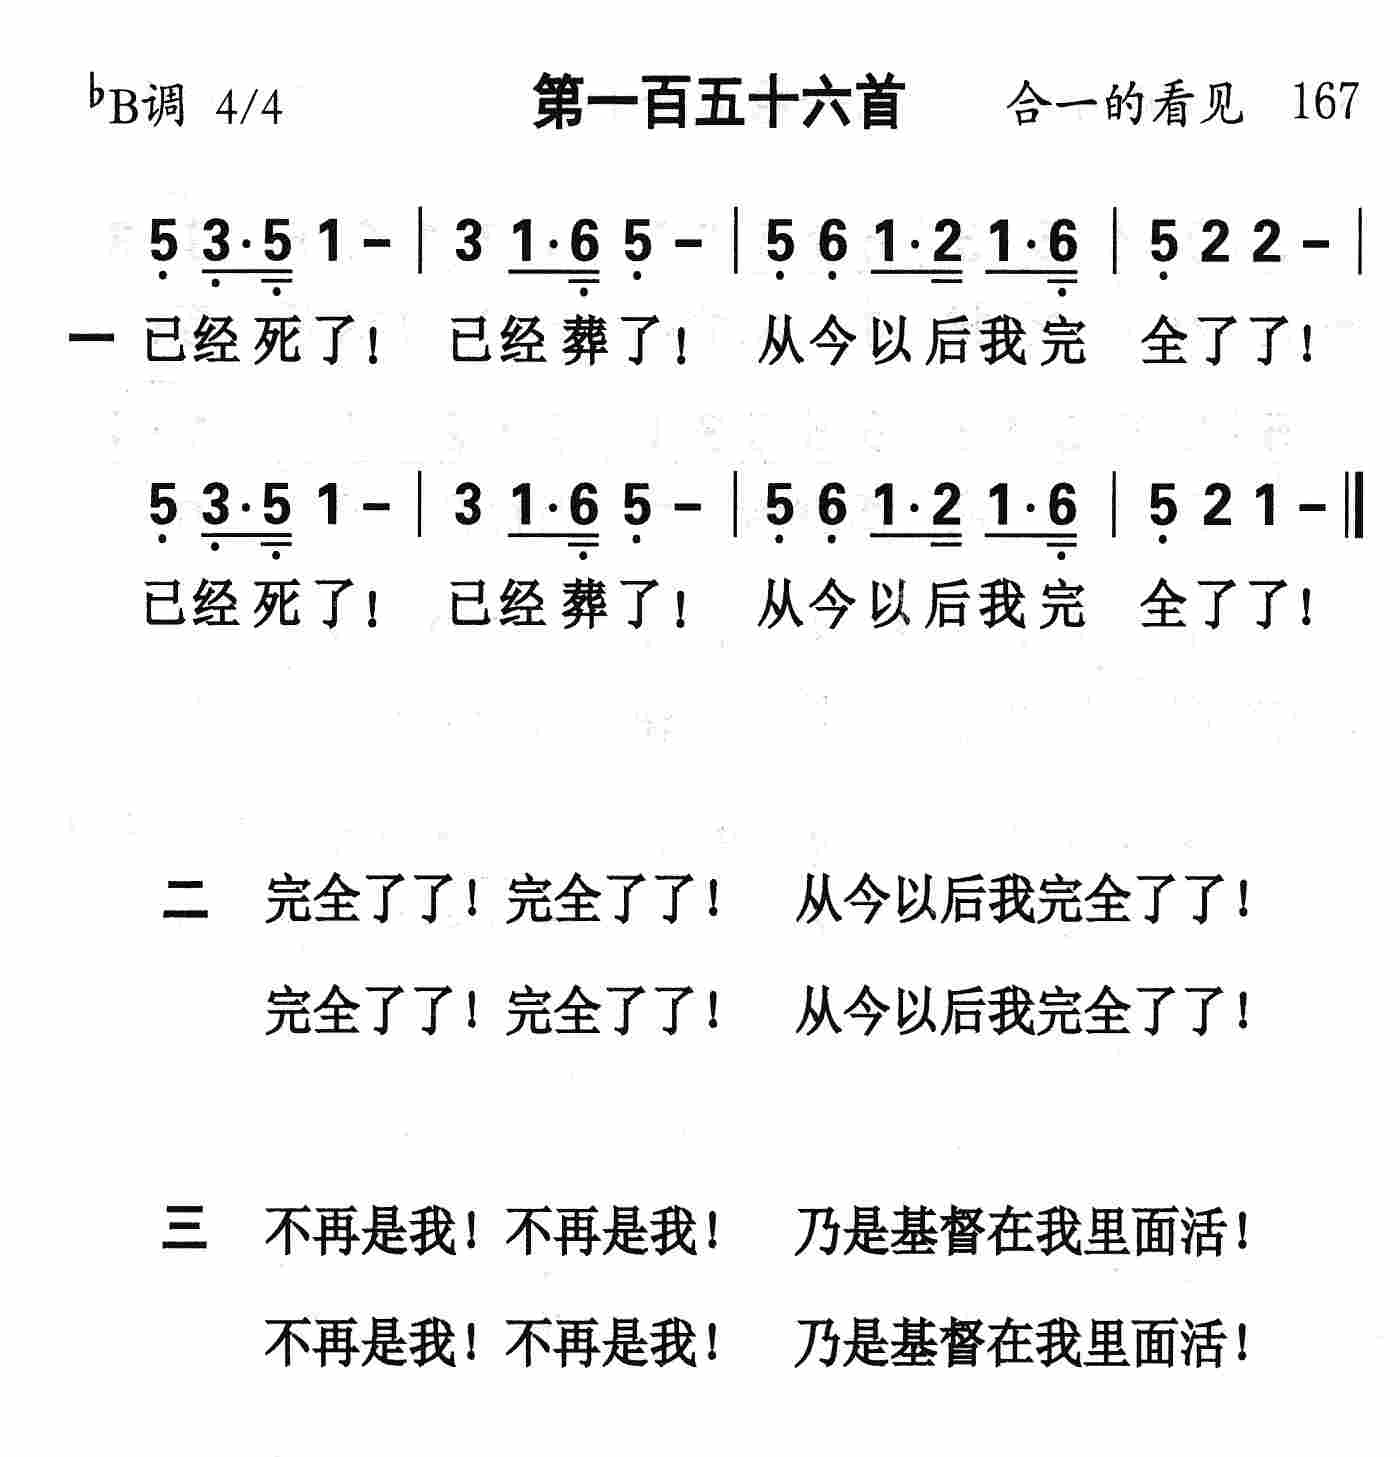 ♭B调 4/4 第一百五十六首 合一的看见 167
5 3·5 1 – | 3 1·6 5 – | 5 6 1·2 1·6 | 5 2 2 – |
一 已经死了! 已经葬了! 从今以后我完 全了了!
5 3·5 1 – | 3 1·6 5 – | 5 6 1·2 1·6 | 5 2 1 – ‖
已经死了! 已经葬了! 从今以后我完 全了了!
二 完全了了! 完全了了! 从今以后我完全了了!
完全了了! 完全了了! 从今以后我完全了了!
三 不再是我! 不再是我! 乃是基督在我里面活!
不再是我! 不再是我! 乃是基督在我里面活!